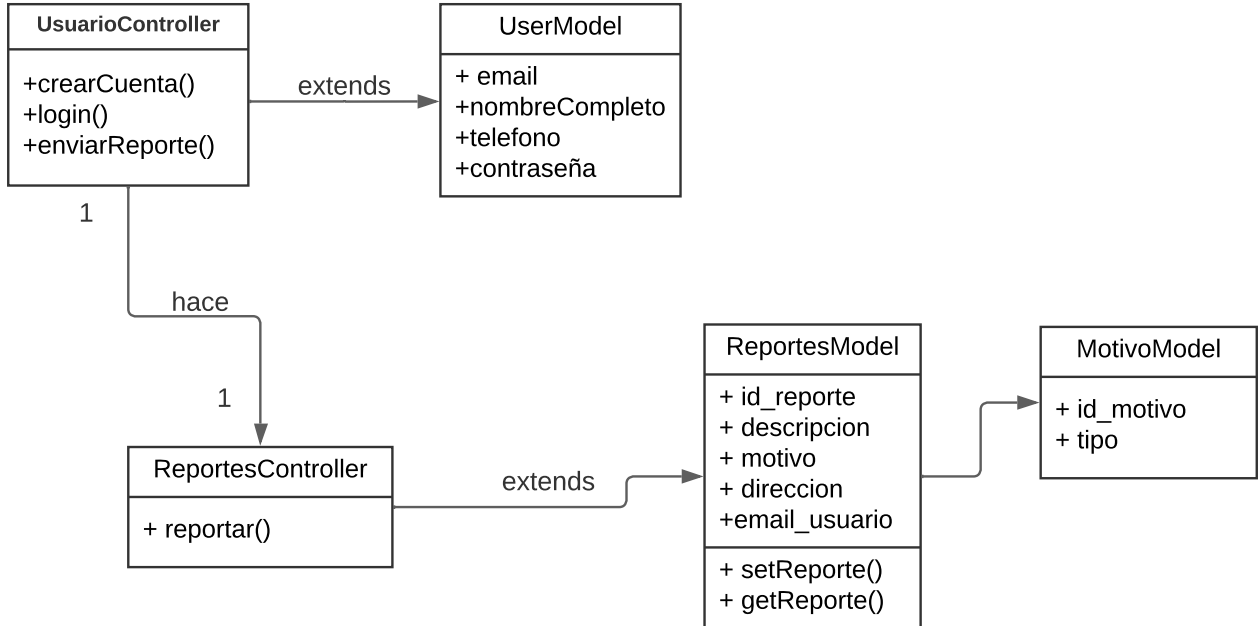 UsuarioController
+crearCuenta()
+login()
+enviarReporte()
extends
UserModel
+ email
+nombreCompleto
+telefono
+contraseña
1
hace
1
ReportesController
+ reportar()
extends
ReportesModel
+ id_reporte
+ descripcion
+ motivo
+ direccion
+email_usuario
+ setReporte()
+ getReporte()
MotivoModel
+ id_motivo
+ tipo